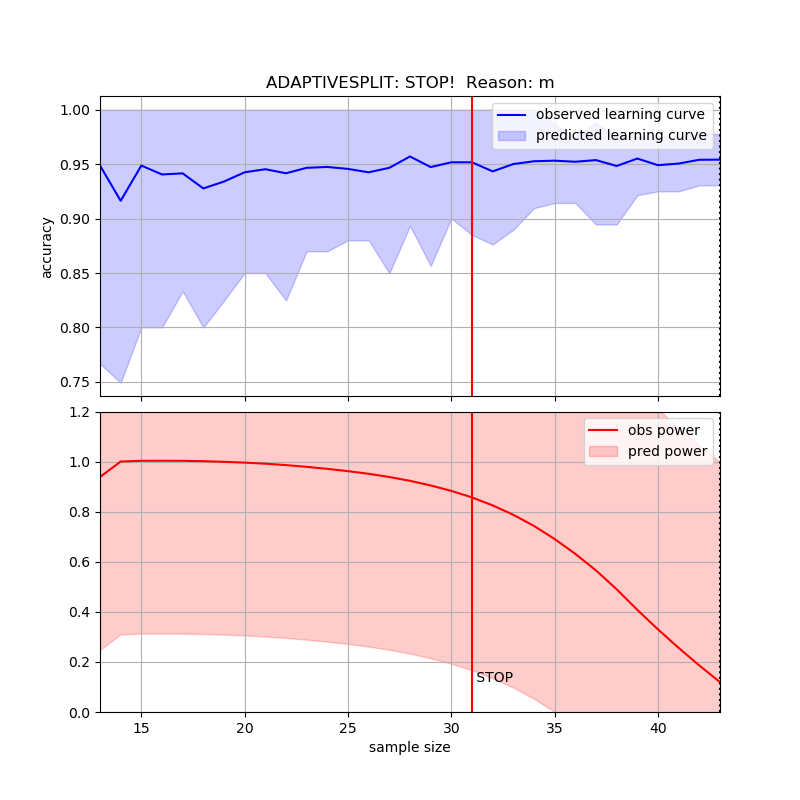 ADAPTIVESPLIT: STOP!  Reason: m
observed learning curve
predicted learning curve
1.00
0.95
0.90
0.85
0.80
0.75
accuracy
obs power
pred power
1.2
1.0
0.8
0.6
0.4
0.2
0.0
STOP
15 20 25 30 35 40
sample size